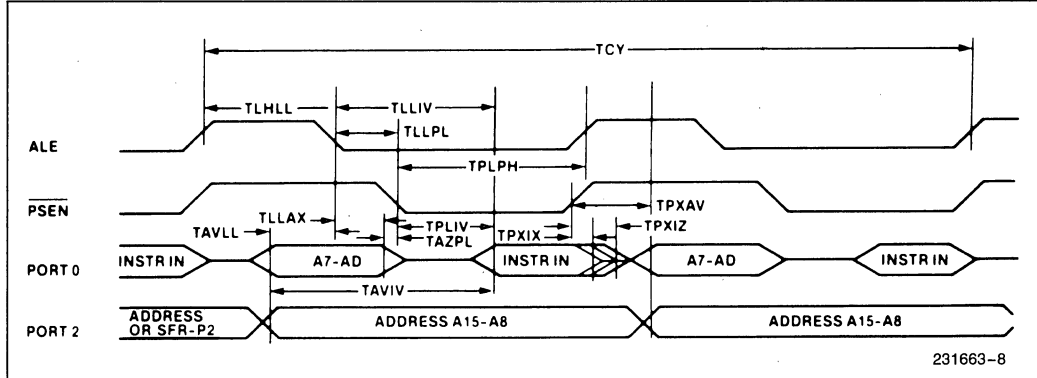 TCY
TLHLL
TLLIV
TLLPL
ALE
TPLPH
PSEN
TPXAV
TLLAX
TPLIV
TPXIZ
TAVLL
TAZPL
TPXIX
PORT 0
INSTR IN
A7-AD
INSTR IN
A7-AD
INSTR IN
TAVIV
PORT 2
ADDRESS
OR SFR-P2
ADDRESS A15-A8
ADDRESS A15-A8
231663-8